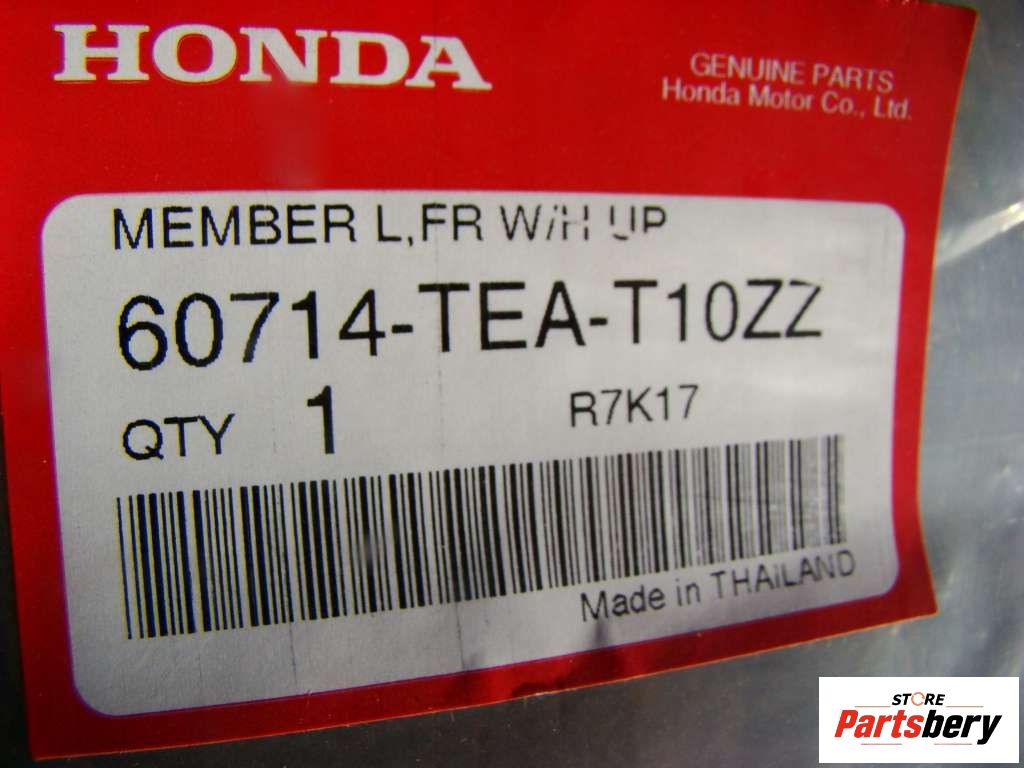 HONDA
GENUINE PARTS
Honda Motor Co., Ltd.
MEMBER L,FR W/H UP
60714-TEA-T10ZZ
QTY 1 R7K17
Made in THAILAND
STORE
Partsbery